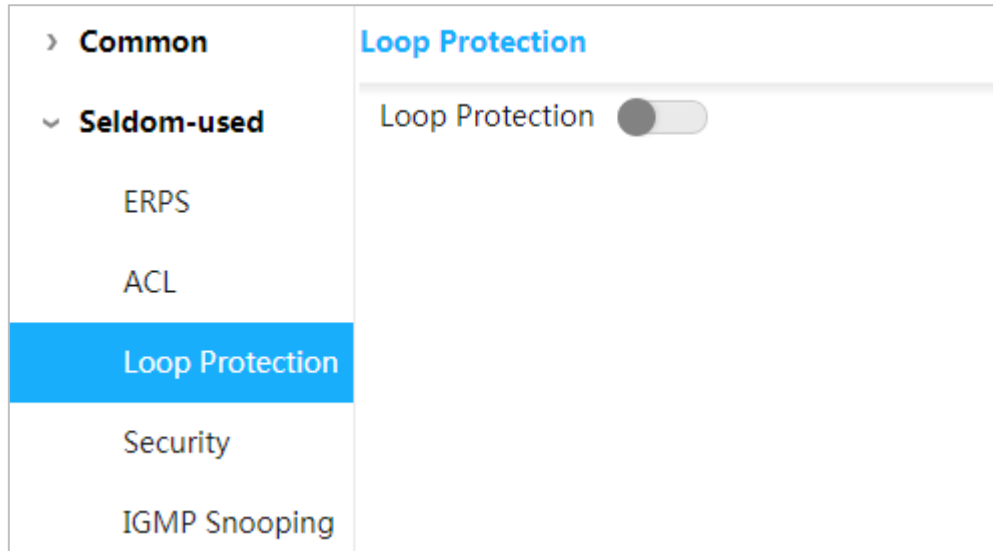 Common
Seldom-used
ERPS
ACL
Loop Protection
Security
IGMP Snooping
Loop Protection
Loop Protection